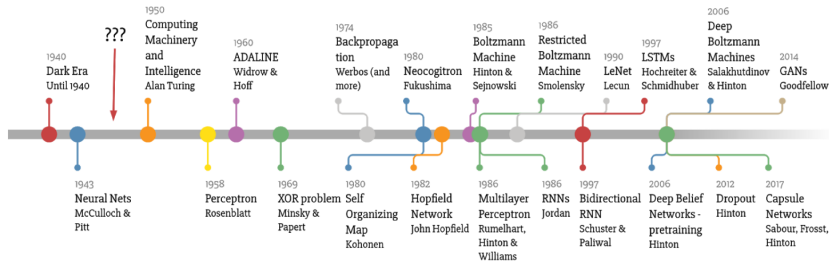 1940
Dark Era
Until 1940
???
1950
Computing
Machinery
and
Intelligence
Alan Turing
1960
ADALINE
Widrow &
Hoff
1974
Backpropaga
tion
Werbos (and
more)
1980
Neocogitron
Fukushima
1985
Boltzmann
Machine
Hinton &
Sejnowski
1986
Restricted
Boltzmann
Machine
Smolensky
1990
LeNet
Lecun
1997
LSTMs
Hochreiter &
Schmidhuber
2006
Deep
Boltzmann
Machines
Salakhutdinov
& Hinton
2014
GANs
Goodfellow
1943
Neural Nets
McCulloch &
Pitt
1958
Perceptron
Rosenblatt
1969
XOR problem
Minsky &
Papert
1980
Self
Organizing
Map
Kohonen
1982
Hopfield
Network
John Hopfield
1986
Multilayer
Perceptron
Rumelhart,
Hinton &
Williams
1986
RNNs
Jordan
1997
Bidirectional
RNN
Schuster &
Paliwal
2006
Deep Belief
Networks -
pretraining
Hinton
2012
Dropout
Hinton
2017
Capsule
Networks
Sabour, Frosst,
Hinton